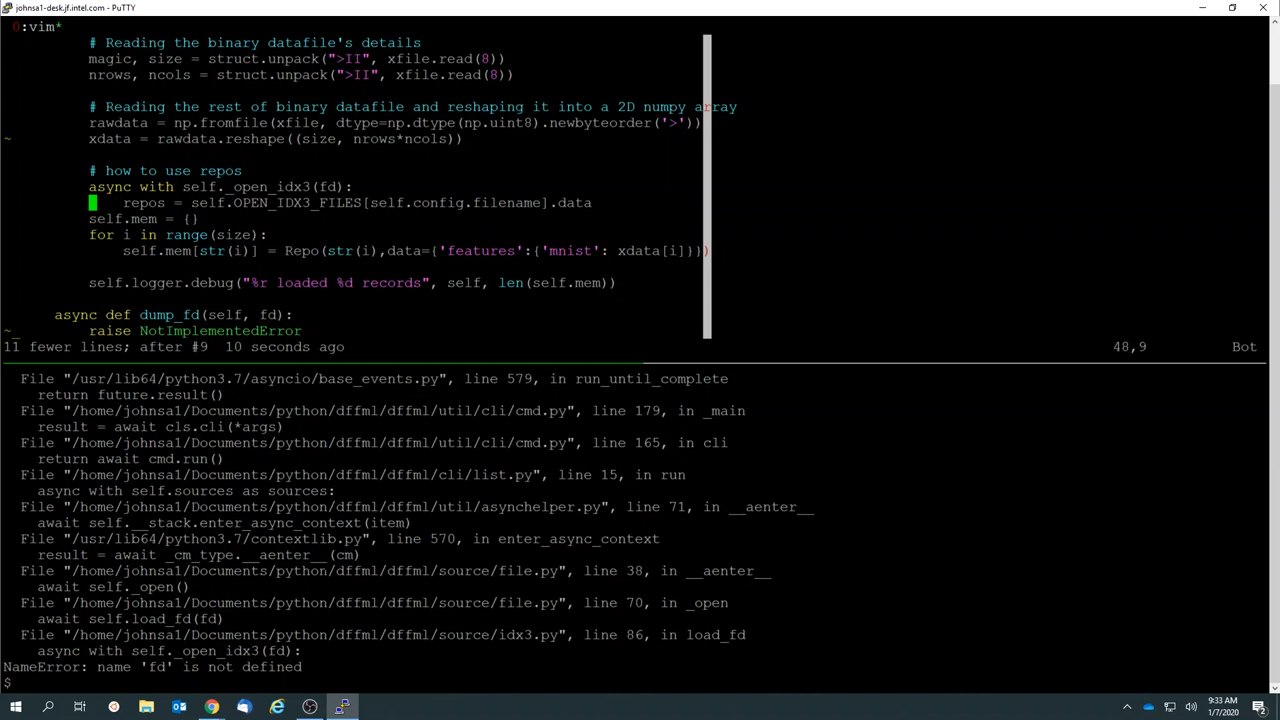 johnsa1-desk.jf.intel.com - PuTTY
0:vim*
# Reading the binary datafile's details
magic, size = struct.unpack(">II", xfile.read(8))
nrows, ncols = struct.unpack(">II", xfile.read(8))
# Reading the rest of binary datafile and reshaping it into a 2D numpy array
rawdata = np.fromfile(xfile, dtype=np.dtype(np.uint8).newbyteorder('>'))
~ xdata = rawdata.reshape((size, nrows*ncols))
# how to use repos
async with self._open_idx3(fd):
repos = self.OPEN_IDX3_FILES[self.config.filename].data
self.mem = {}
for i in range(size):
self.mem[str(i)] = Repo(str(i),data={'features':{'mnist': xdata[i]}})
self.logger.debug("%r loaded %d records", self, len(self.mem))
async def dump_fd(self, fd):
~_ raise NotImplementedError
11 fewer lines; after #9  10 seconds ago 48,9 Bot
File "/usr/lib64/python3.7/asyncio/base_events.py", line 579, in run_until_complete
return future.result()
File "/home/johnsa1/Documents/python/dffml/dffml/util/cli/cmd.py", line 179, in _main
result = await cls.cli(*args)
File "/home/johnsa1/Documents/python/dffml/dffml/util/cli/cmd.py", line 165, in cli
return await cmd.run()
File "/home/johnsa1/Documents/python/dffml/dffml/cli/list.py", line 15, in run
async with self.sources as sources:
File "/home/johnsa1/Documents/python/dffml/dffml/util/asynchelper.py", line 71, in __aenter__
await self.__stack.enter_async_context(item)
File "/usr/lib64/python3.7/contextlib.py", line 570, in enter_async_context
result = await _cm_type.__aenter__(cm)
File "/home/johnsa1/Documents/python/dffml/dffml/source/file.py", line 38, in __aenter__
await self._open()
File "/home/johnsa1/Documents/python/dffml/dffml/source/file.py", line 70, in _open
await self.load_fd(fd)
File "/home/johnsa1/Documents/python/dffml/dffml/source/idx3.py", line 86, in load_fd
async with self._open_idx3(fd):
NameError: name 'fd' is not defined
$
9:33 AM
1/7/2020
2